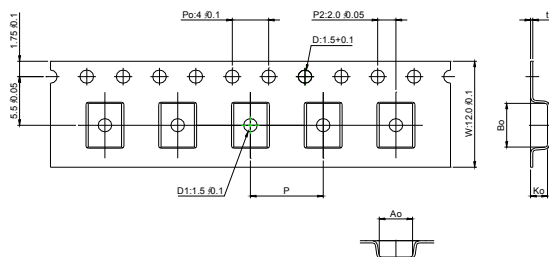 Po:4 ±0.1
P2:2.0 ±0.05
t
1.75 ±0.1
D:1.5+0.1
5.5 ±0.05
W:12.0 ±0.1
Bo
D1:1.5 ±0.1
P
Ko
Ao